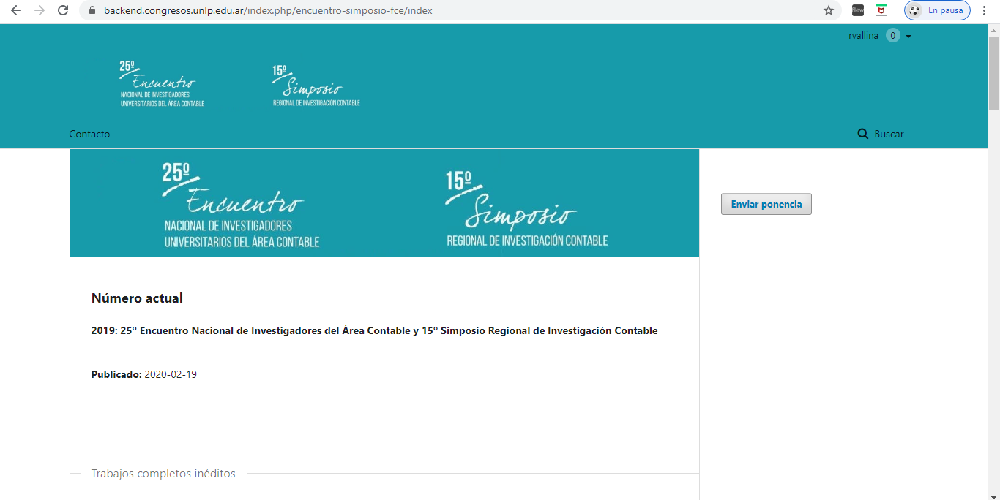 backend.congresos.unlp.edu.ar/index.php/encuentro-simposio-fce/index
flow
En pausa
rvallina 0
25º
Encuentro
NACIONAL DE INVESTIGADORES
UNIVERSITARIOS DEL ÁREA CONTABLE
15º
Simposio
REGIONAL DE INVESTIGACIÓN CONTABLE
Contacto
Buscar
25º
Encuentro
NACIONAL DE INVESTIGADORES
UNIVERSITARIOS DEL ÁREA CONTABLE
15º
Simposio
REGIONAL DE INVESTIGACIÓN CONTABLE
Enviar ponencia
Número actual
2019: 25º Encuentro Nacional de Investigadores del Área Contable y 15º Simposio Regional de Investigación Contable
Publicado: 2020-02-19
Trabajos completos inéditos